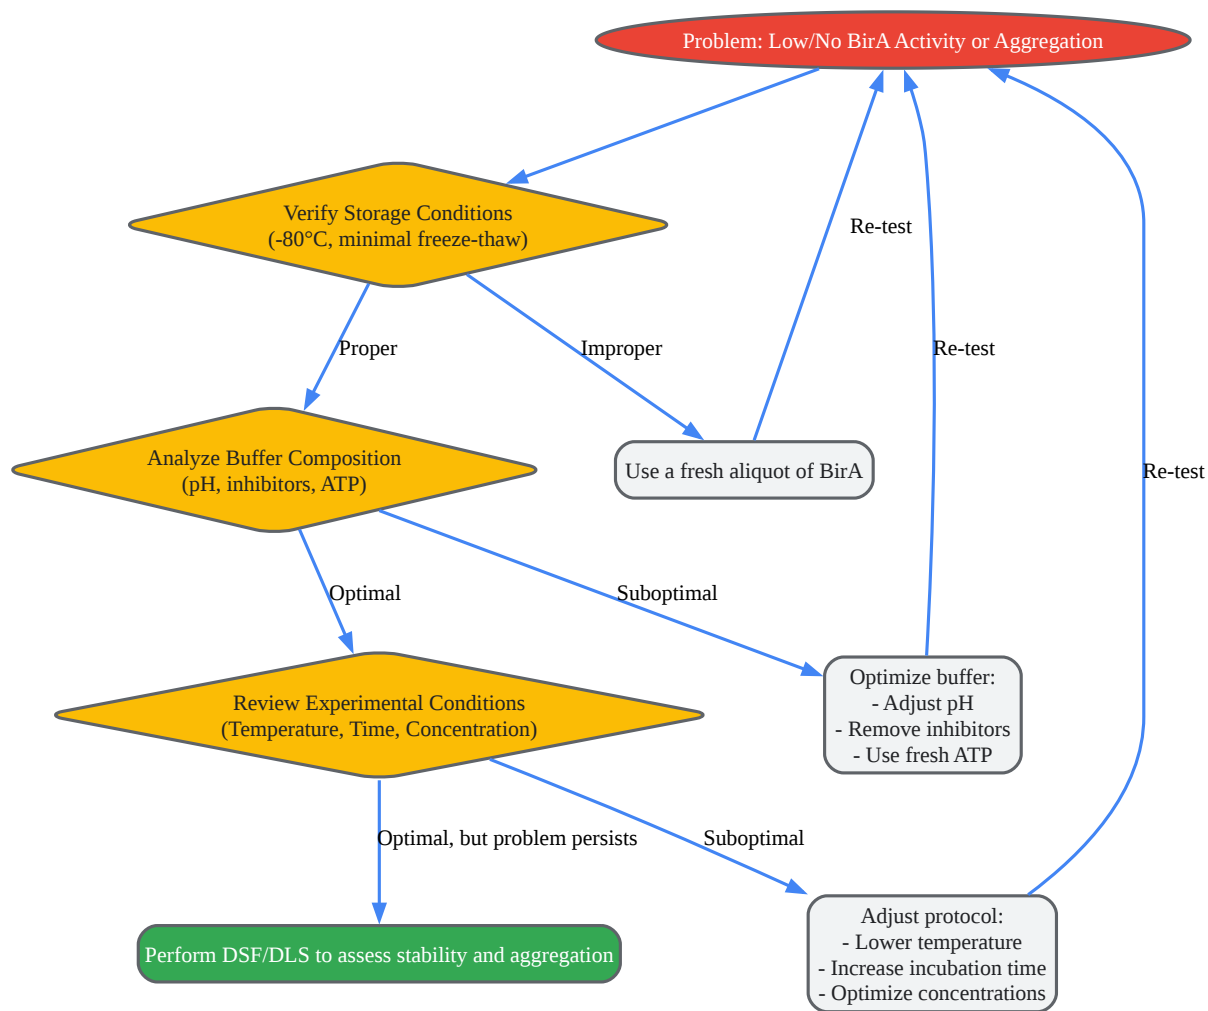 Problem: Low/No BirA Activity or Aggregation
Verify Storage Conditions
(-80°C, minimal freeze-thaw)
Re-test
Proper
Improper
Re-test
Analyze Buffer Composition
(pH, inhibitors, ATP)
Use a fresh aliquot of BirA
Re-test
Optimal
Suboptimal
Review Experimental Conditions
(Temperature, Time, Concentration)
Optimize buffer:
- Adjust pH
- Remove inhibitors
- Use fresh ATP
Optimal, but problem persists
Suboptimal
Perform DSF/DLS to assess stability and aggregation
Adjust protocol:
- Lower temperature
- Increase incubation time
- Optimize concentrations